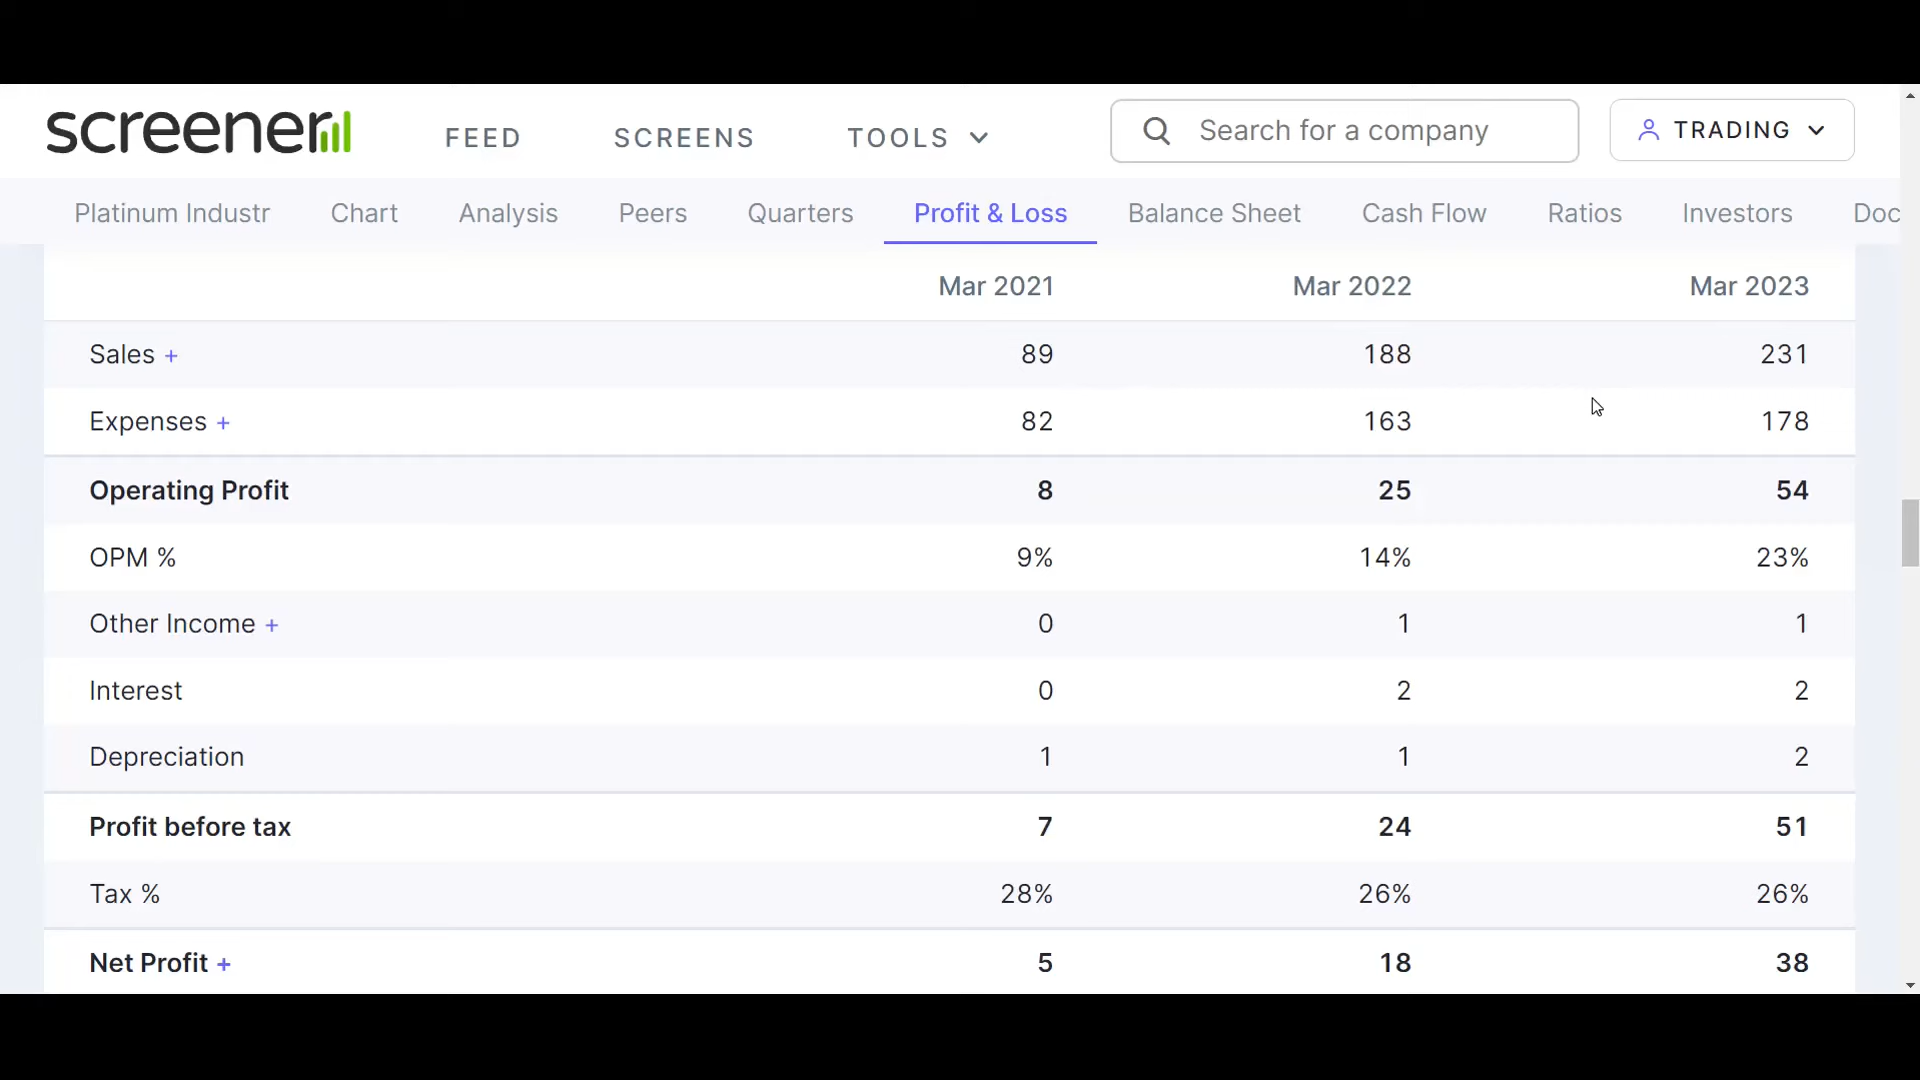 screener FEED SCREENS TOOLS Search for a company TRADING
Platinum Industr Chart Analysis Peers Quarters Profit & Loss Balance Sheet Cash Flow Ratios Investors Doc
Mar 2021 Mar 2022 Mar 2023
Sales + 89 188 231
Expenses + 82 163 178
Operating Profit 8 25 54
OPM % 9% 14% 23%
Other Income + 0 1 1
Interest 0 2 2
Depreciation 1 1 2
Profit before tax 7 24 51
Tax % 28% 26% 26%
Net Profit + 5 18 38